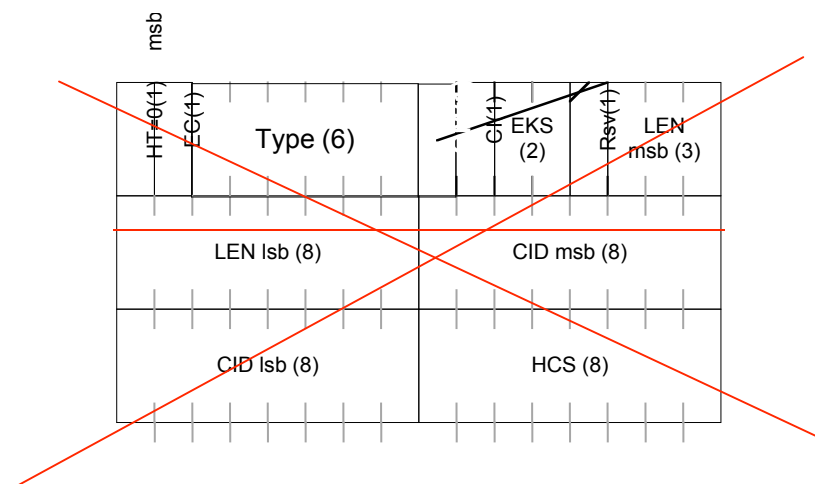 msb
HT=0(1)
EC(1)
Type (6)
CI(1)
EKS
(2)
Rsv(1)
LEN
msb (3)
LEN lsb (8)
CID msb (8)
CID lsb (8)
HCS (8)